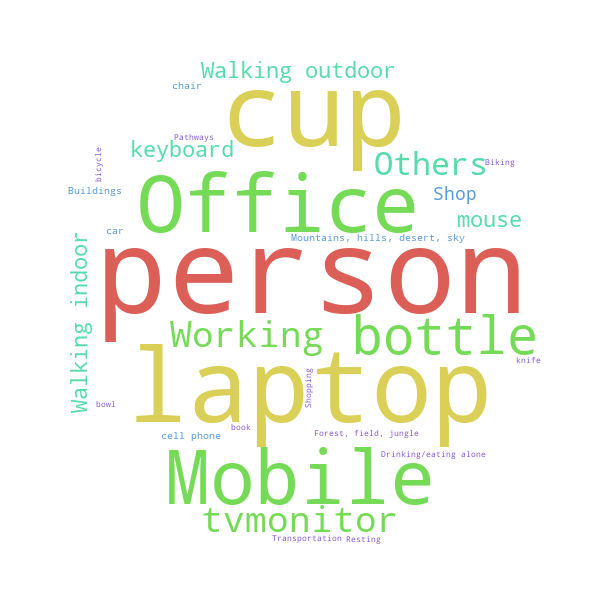 Walking outdoor
chair
cup
Pathways
keyboard
bicycle
Others
Biking
Office
Buildings
Shop
mouse
car
Mountains, hills, desert, sky
person
Walking indoor
Working
bottle
knife
laptop
Shopping
bowl
book
cell phone
Forest, field, jungle
Drinking/eating alone
Mobile
tvmonitor
Transportation
Resting